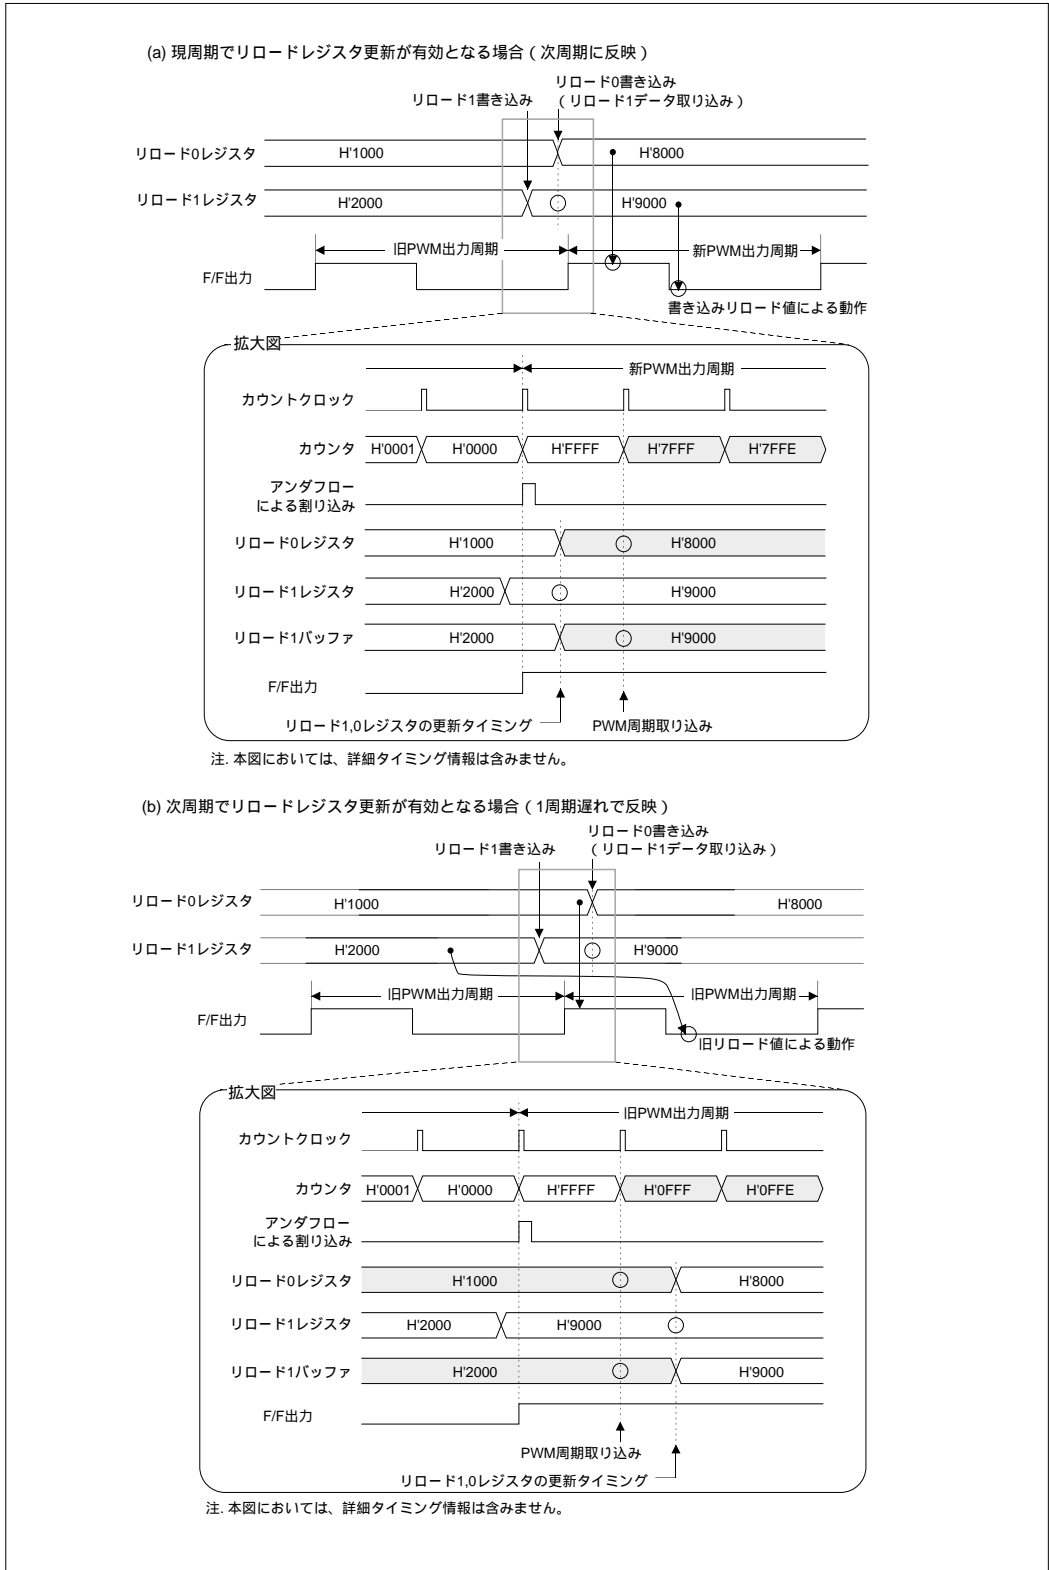 (a) 現周期でリロードレジスタ更新が有効となる場合（次周期に反映）
リロード0書き込み
リロード1書き込み
（リロード1データ取り込み）
リロード0レジスタ
H'1000
H'8000
リロード1レジスタ
H'2000
H'9000
旧PWM出力周期
新PWM出力周期
F/F出力
書き込みリロード値による動作
拡大図
新PWM出力周期
カウントクロック
カウンタ
H'0001
H'0000
H'FFFF
H'7FFF
H'7FFE
アンダフロー
による割り込み
リロード0レジスタ
H'1000
H'8000
リロード1レジスタ
H'2000
H'9000
リロード1バッファ
H'2000
H'9000
F/F出力
リロード1,0レジスタの更新タイミング
PWM周期取り込み
注. 本図においては、詳細タイミング情報は含みません。
(b) 次周期でリロードレジスタ更新が有効となる場合（1周期遅れで反映）
リロード0書き込み
リロード1書き込み
（リロード1データ取り込み）
リロード0レジスタ
H'1000
H'8000
リロード1レジスタ
H'2000
H'9000
旧PWM出力周期
旧PWM出力周期
F/F出力
旧リロード値による動作
拡大図
旧PWM出力周期
カウントクロック
カウンタ
H'0001
H'0000
H'FFFF
H'0FFF
H'0FFE
アンダフロー
による割り込み
リロード0レジスタ
H'1000
H'8000
リロード1レジスタ
H'2000
H'9000
リロード1バッファ
H'2000
H'9000
F/F出力
PWM周期取り込み
リロード1,0レジスタの更新タイミング
注. 本図においては、詳細タイミング情報は含みません。